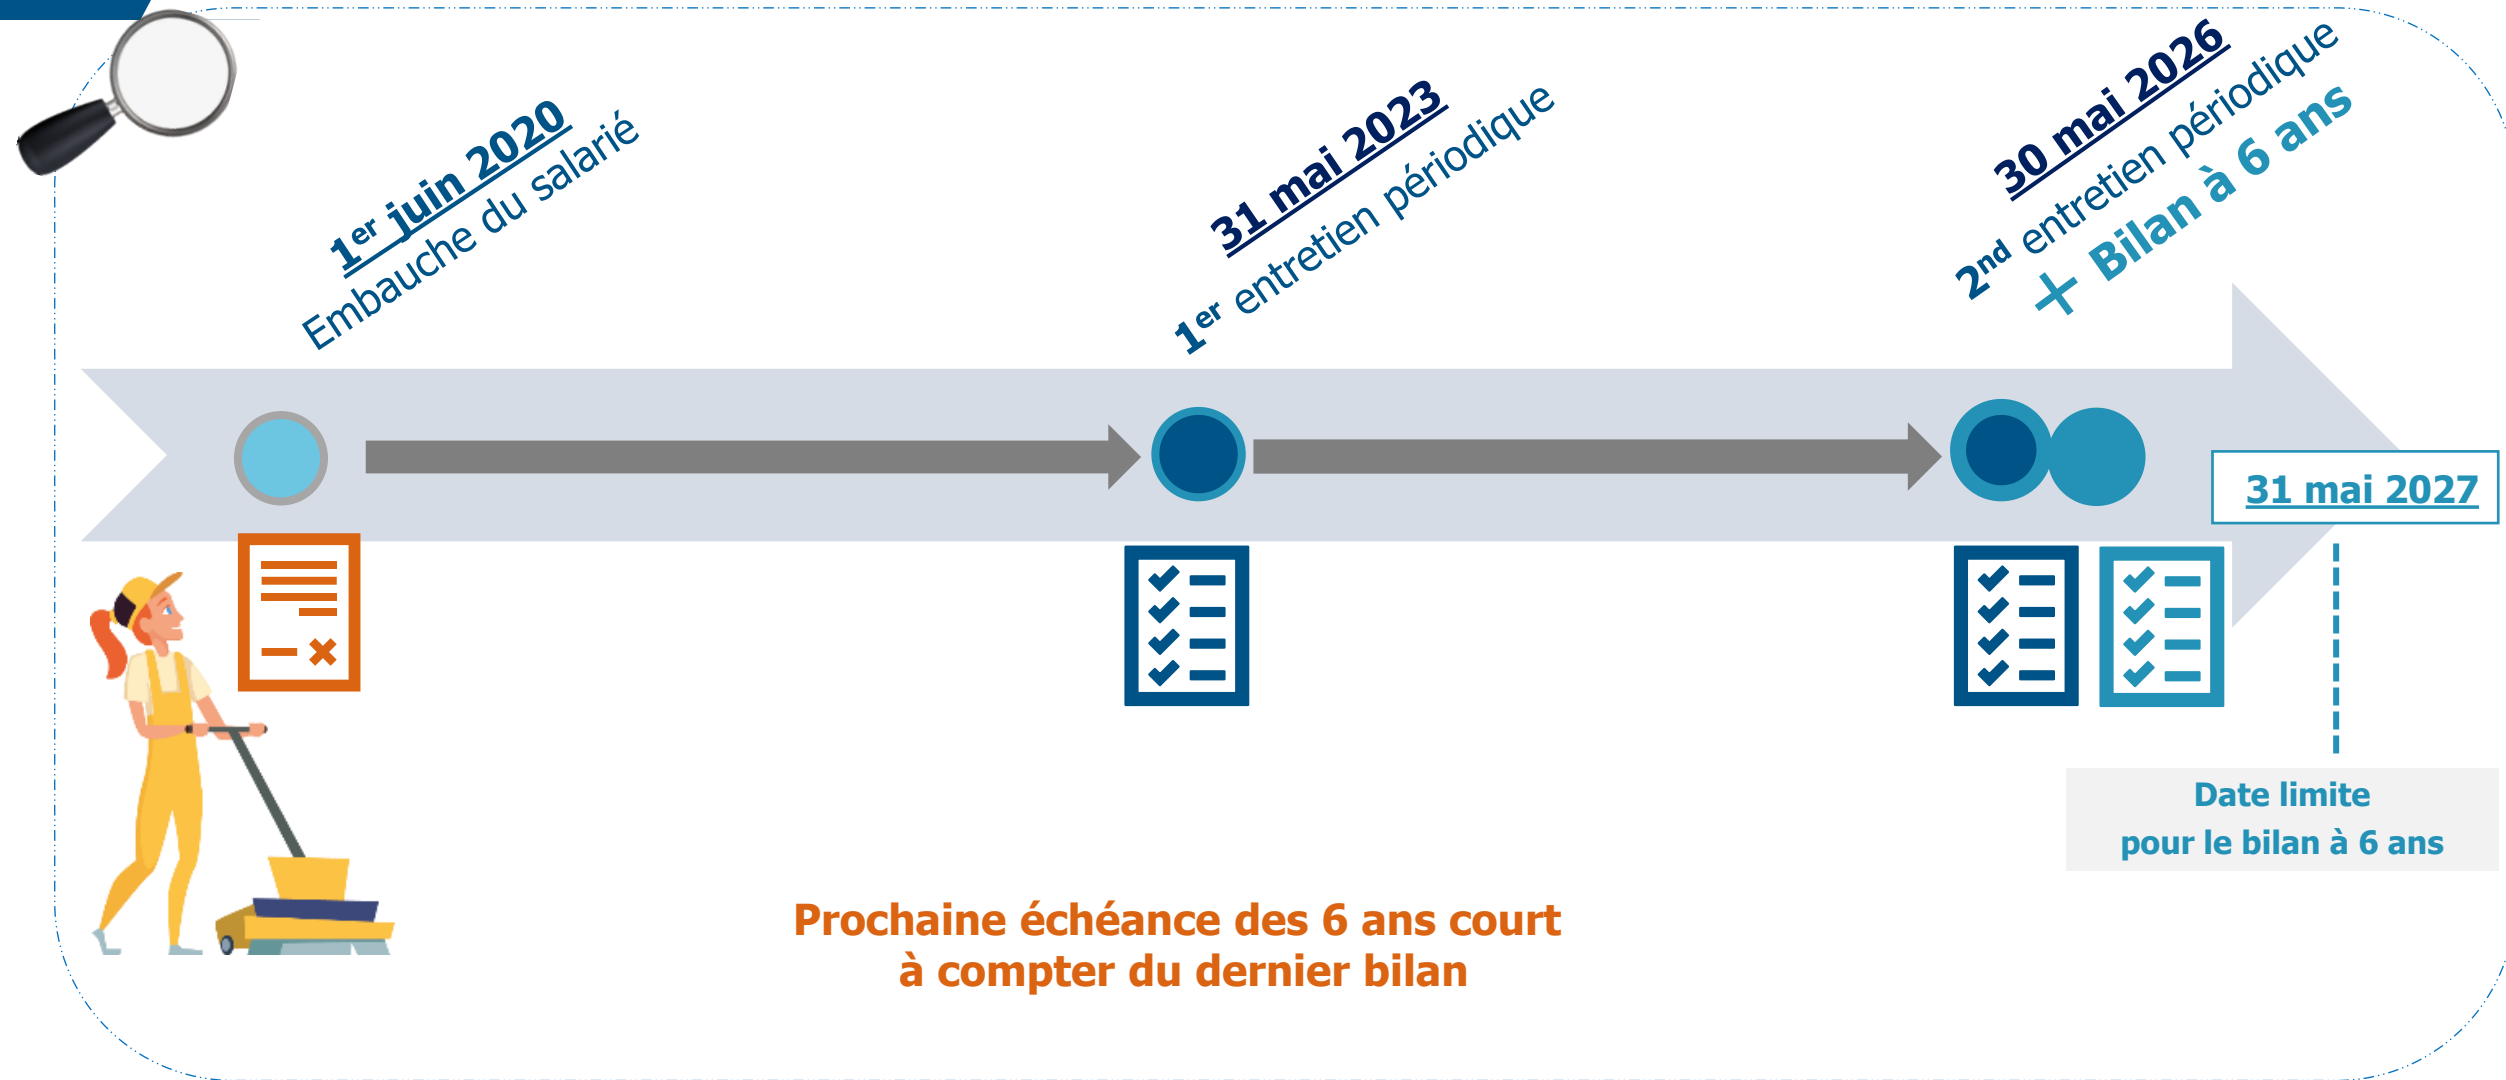 1er juin 2020
Embauche du salarié
31 mai 2023
1er entretien périodique
30 mai 2026
2nd entretien périodique
+ Bilan à 6 ans
31 mai 2027
Date limite
pour le bilan à 6 ans
Prochaine échéance des 6 ans court
à compter du dernier bilan